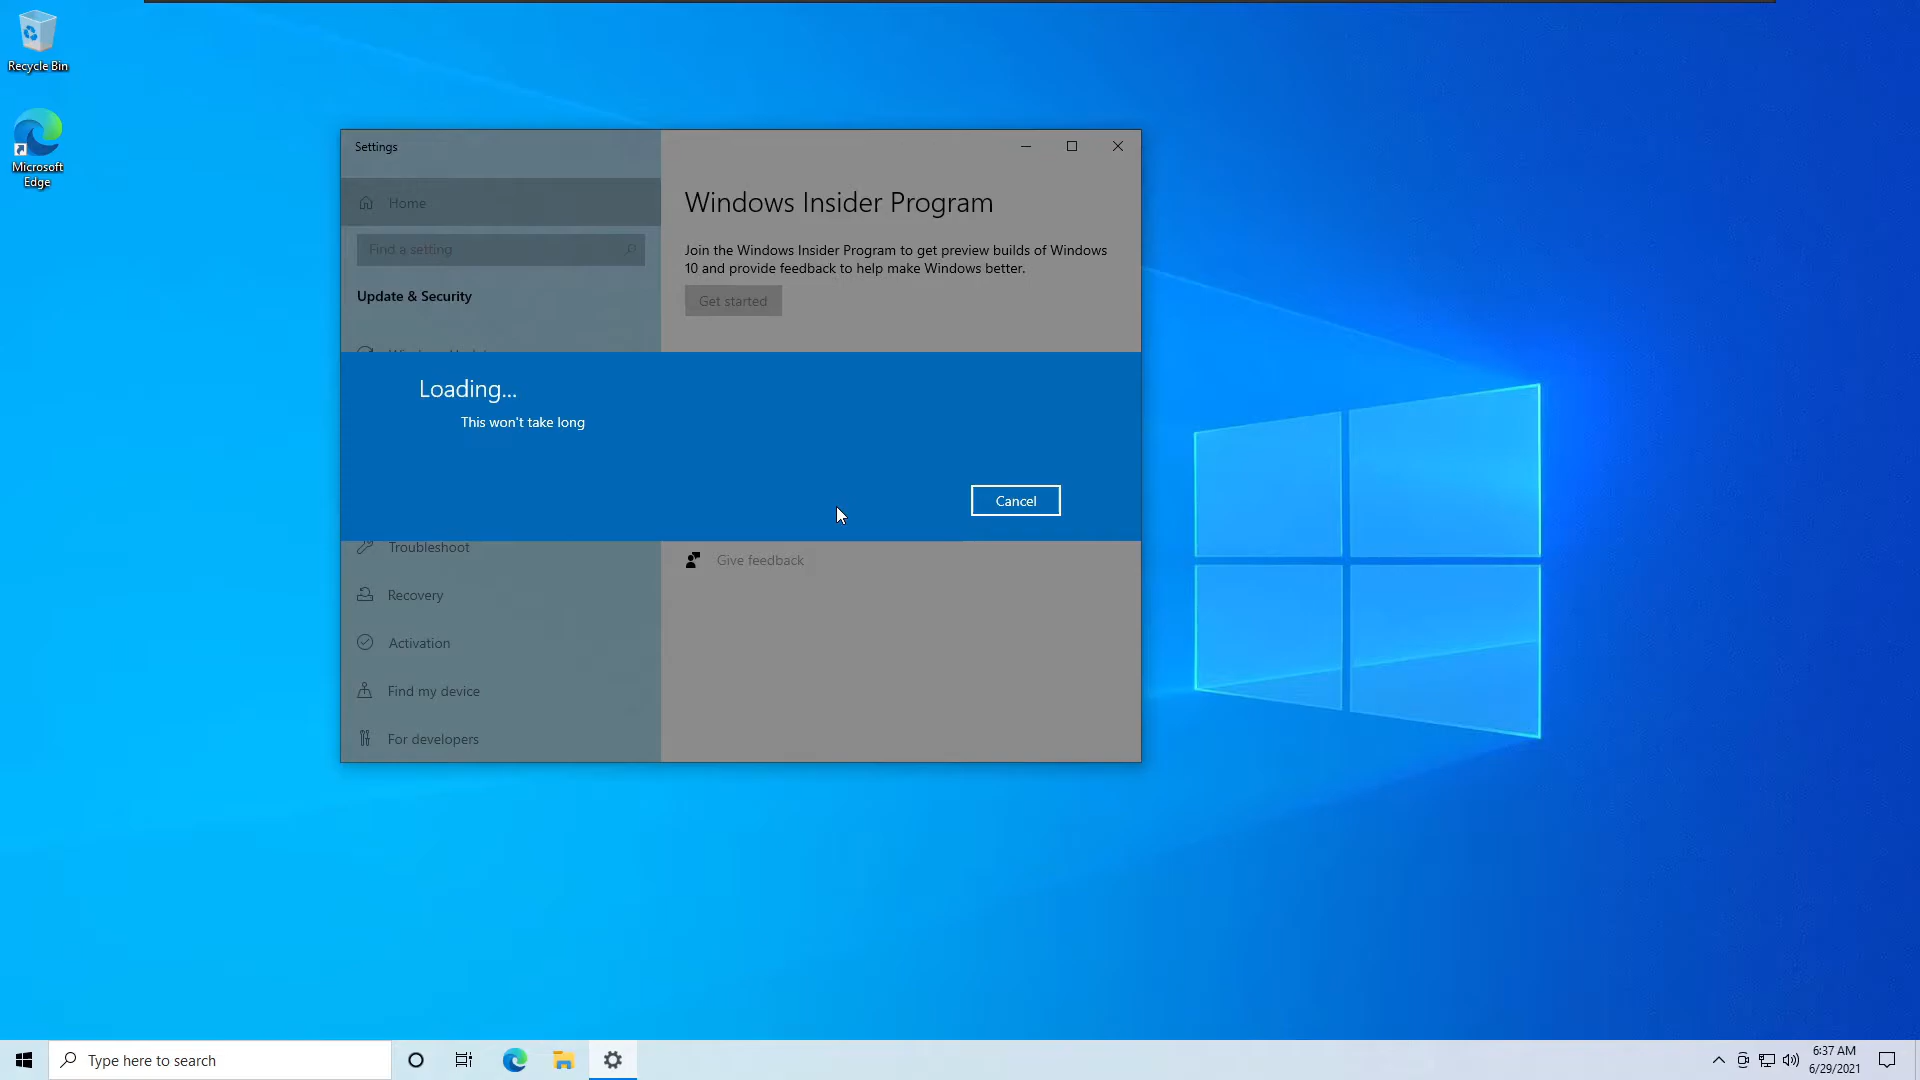 Recycle Bin
Microsoft
Edge
Settings
Home
Find a setting
Update & Security
Windows Insider Program
Join the Windows Insider Program to get preview builds of Windows
10 and provide feedback to help make Windows better.
Get started
Loading...
This won't take long
Cancel
Troubleshoot
Give feedback
Recovery
Activation
Find my device
For developers
Type here to search
6:37 AM
6/29/2021